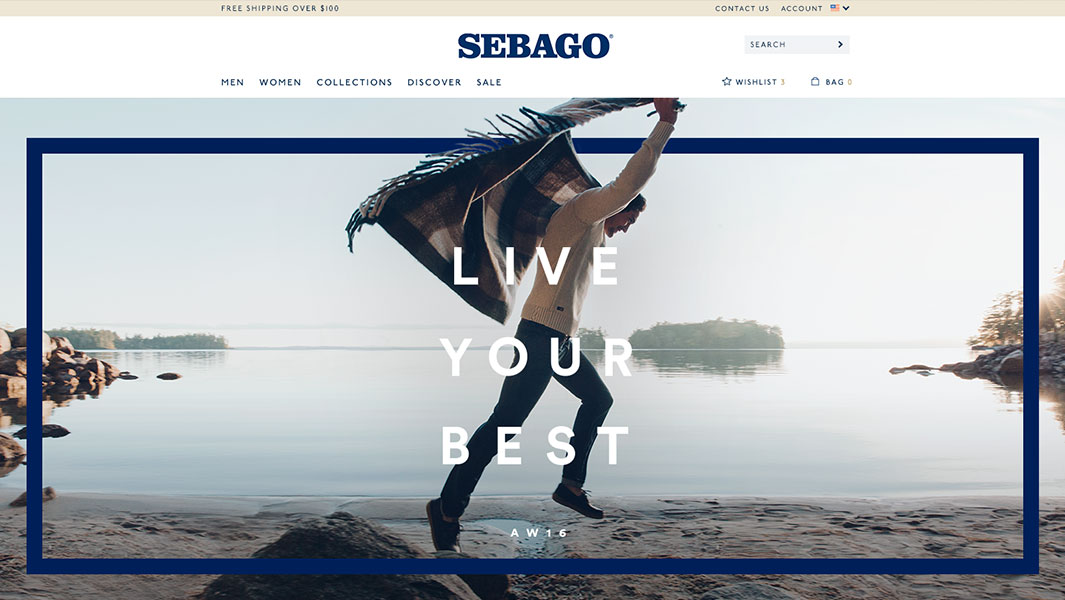 FREE SHIPPING OVER $100
CONTACT US ACCOUNT
SEBAGO®
SEARCH
MEN WOMEN COLLECTIONS DISCOVER SALE
WISHLIST 3 BAG 0
LIVE
YOUR
BEST
AW16